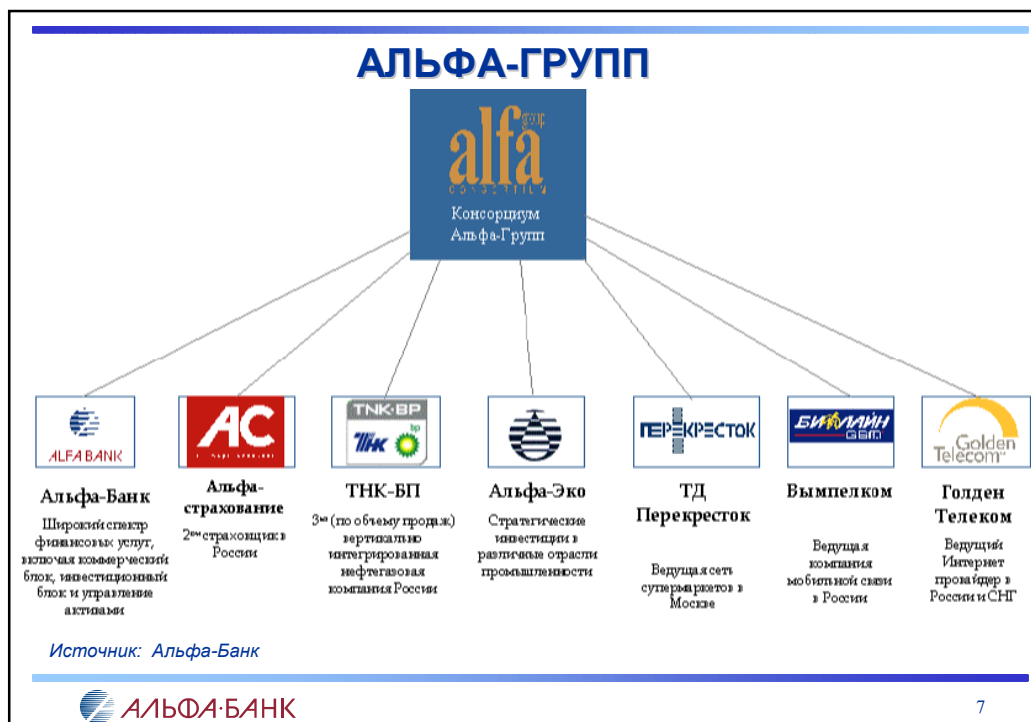 АЛЬФА-ГРУПП
alfa
group
CONSORTIUM
Консорциум
Альфа-Групп
ALFA BANK
АС
TNK-BP
ТНК
bp
ПЕРЕКРЕСТОК
БИЛАЙН
GSM
Golden
Telecom
Альфа-Банк
Широкий спектр
финансовых услуг,
включая коммерческий
блок, инвестиционный
блок и управление
активами
Альфа-
страхование
2ой страховщик в
России
ТНК-БП
3ья (по объему продаж)
вертикально
интегрированная
нефтегазовая
компания России
Альфа-Эко
Стратегические
инвестиции в
различные отрасли
промышленности
ТД
Перекресток
Ведущая сеть
супермаркетов в
Москве
Вымпелком
Ведущая
компания
мобильной связи
в России
Голден
Телеком
Ведущий
Интернет
провайдер в
России и СНГ
Источник: Альфа-Банк
АЛЬФА·БАНК
7